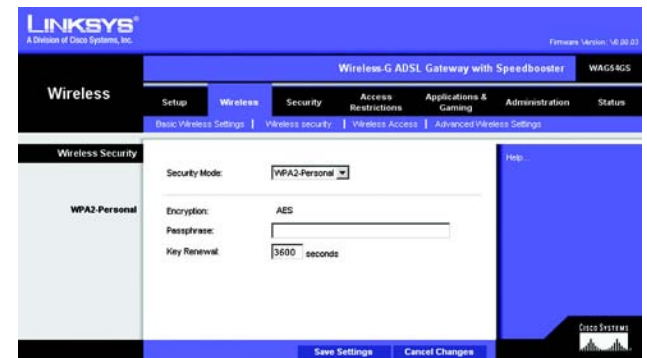 LINKSYS®
A Division of Cisco Systems, Inc.
Firmware Version: V0.00.03
Wireless-G ADSL Gateway with Speedbooster WAG54GS
Wireless
Setup Wireless Security Access Restrictions Applications & Gaming Administration Status
Basic Wireless Settings | Wireless security | Wireless Access | Advanced Wireless Settings
Wireless Security
Help...
Security Mode: WPA2-Personal
WPA2-Personal
Encryption: AES
Passphrase:
Key Renewal: 3600 seconds
Save Settings Cancel Changes
CISCO SYSTEMS